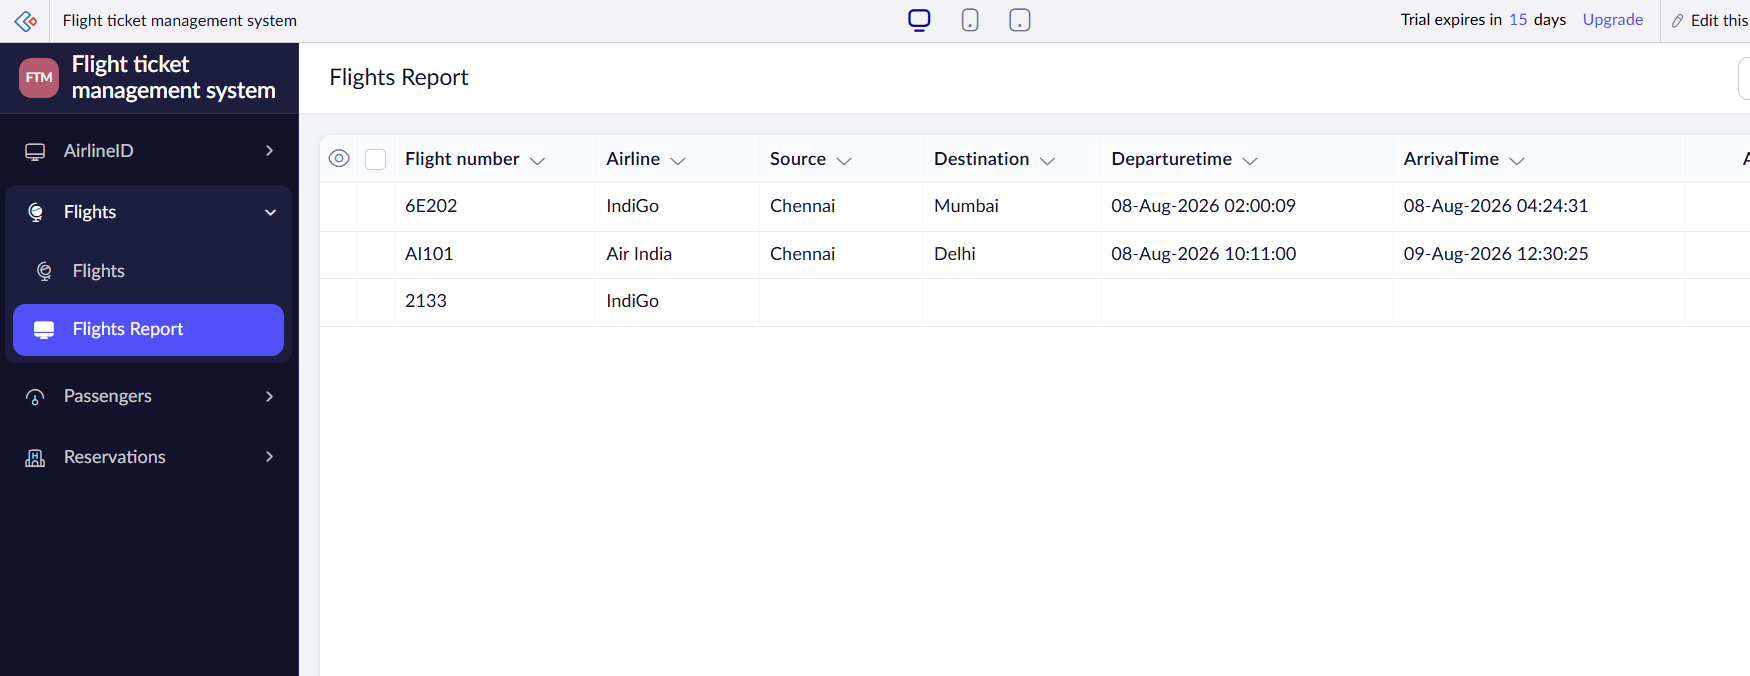 Flight ticket management system
Trial expires in 15 days Upgrade Edit this
FTM Flight ticket
management system
Flights Report
AirlineID
Flights
Flights
Flights Report
Passengers
Reservations
Flight number Airline Source Destination Departuretime ArrivalTime
6E202 IndiGo Chennai Mumbai 08-Aug-2026 02:00:09 08-Aug-2026 04:24:31
AI101 Air India Chennai Delhi 08-Aug-2026 10:11:00 09-Aug-2026 12:30:25
2133 IndiGo